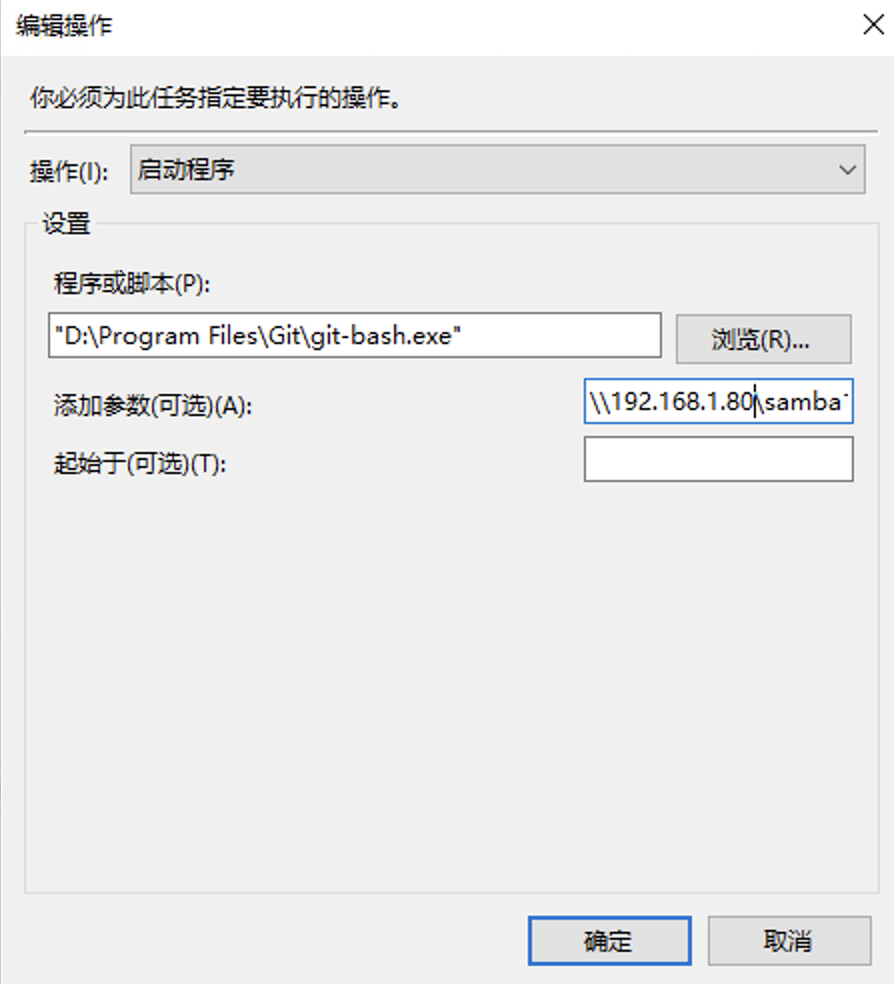 编辑操作
你必须为此任务指定要执行的操作。
操作(I):
启动程序
设置
程序或脚本(P):
"D:\Program Files\Git\git-bash.exe"
浏览(R)...
添加参数(可选)(A):
\\192.168.1.80\samba
起始于(可选)(T):
确定
取消